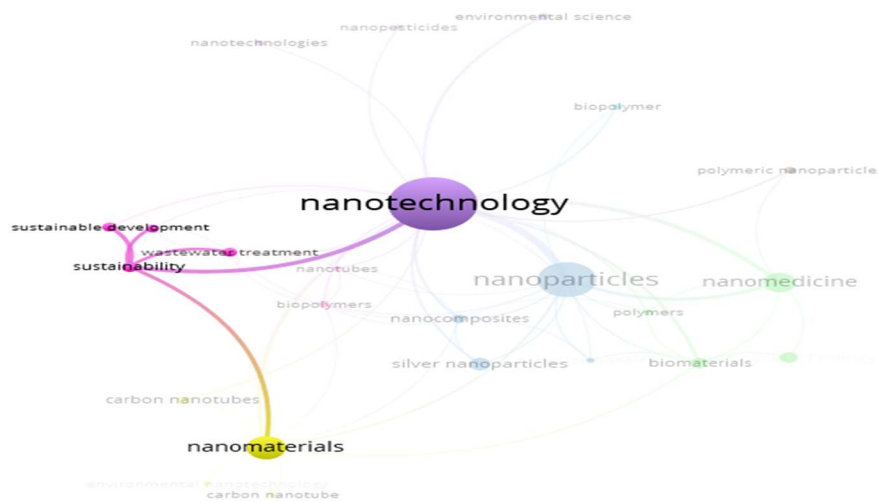 environmental science
nanopesticides
nanotechnologies
biopolymer
polymeric nanoparticle
nanotechnology
sustainable development
wastewater treatment
sustainability
nanotubes
nanoparticles
nanomedicine
biopolymers
nanocomposites
polymers
silver nanoparticles
biomaterials
carbon nanotubes
nanomaterials
environmental nanotechnology
carbon nanotube